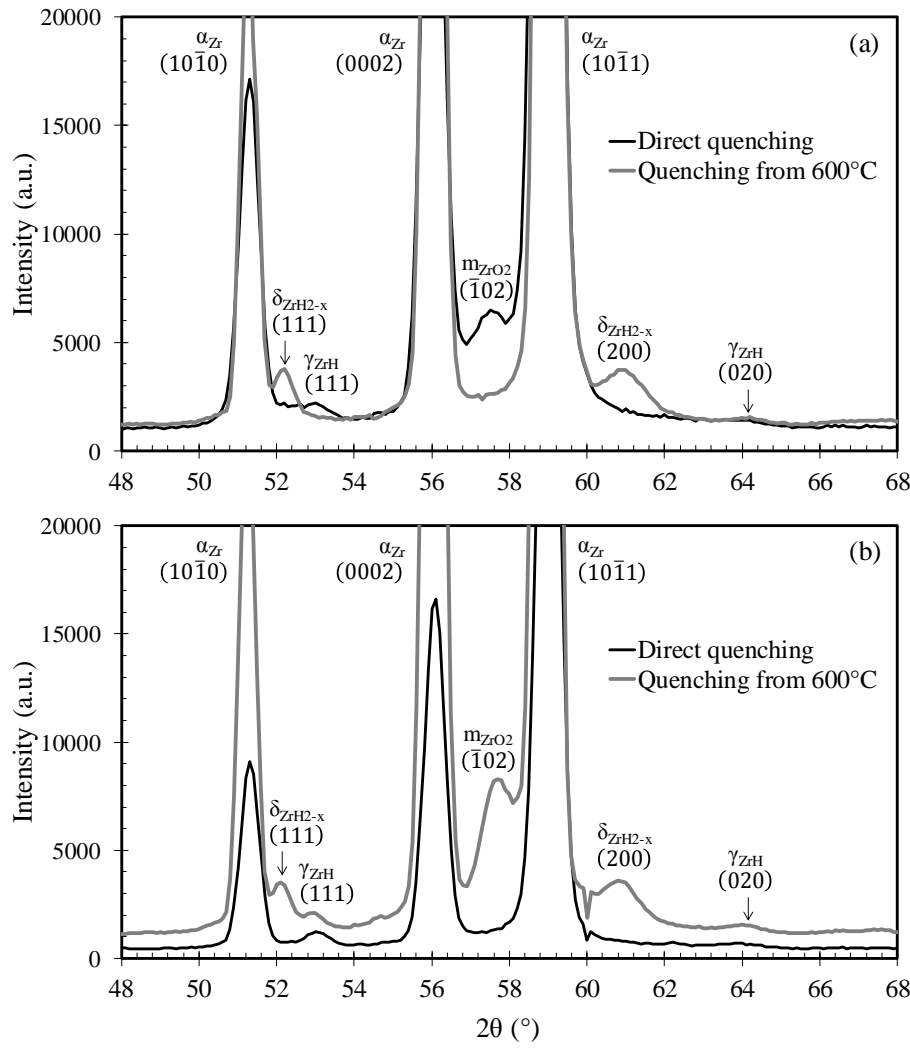 20000
15000
10000
5000
0
Intensity (a.u.)
48 50 52 54 56 58 60 62 64 66 68
αZr
(101̅0)
αZr
(0002)
αZr
(101̅1)
(a)
Direct quenching
Quenching from 600°C
δZrH2-x
(111)
γZrH
(111)
mZrO2
(1̅02)
δZrH2-x
(200)
γZrH
(020)
20000
15000
10000
5000
0
Intensity (a.u.)
48 50 52 54 56 58 60 62 64 66 68
2θ (°)
αZr
(101̅0)
αZr
(0002)
αZr
(101̅1)
(b)
Direct quenching
Quenching from 600°C
δZrH2-x
(111)
γZrH
(111)
mZrO2
(1̅02)
δZrH2-x
(200)
γZrH
(020)